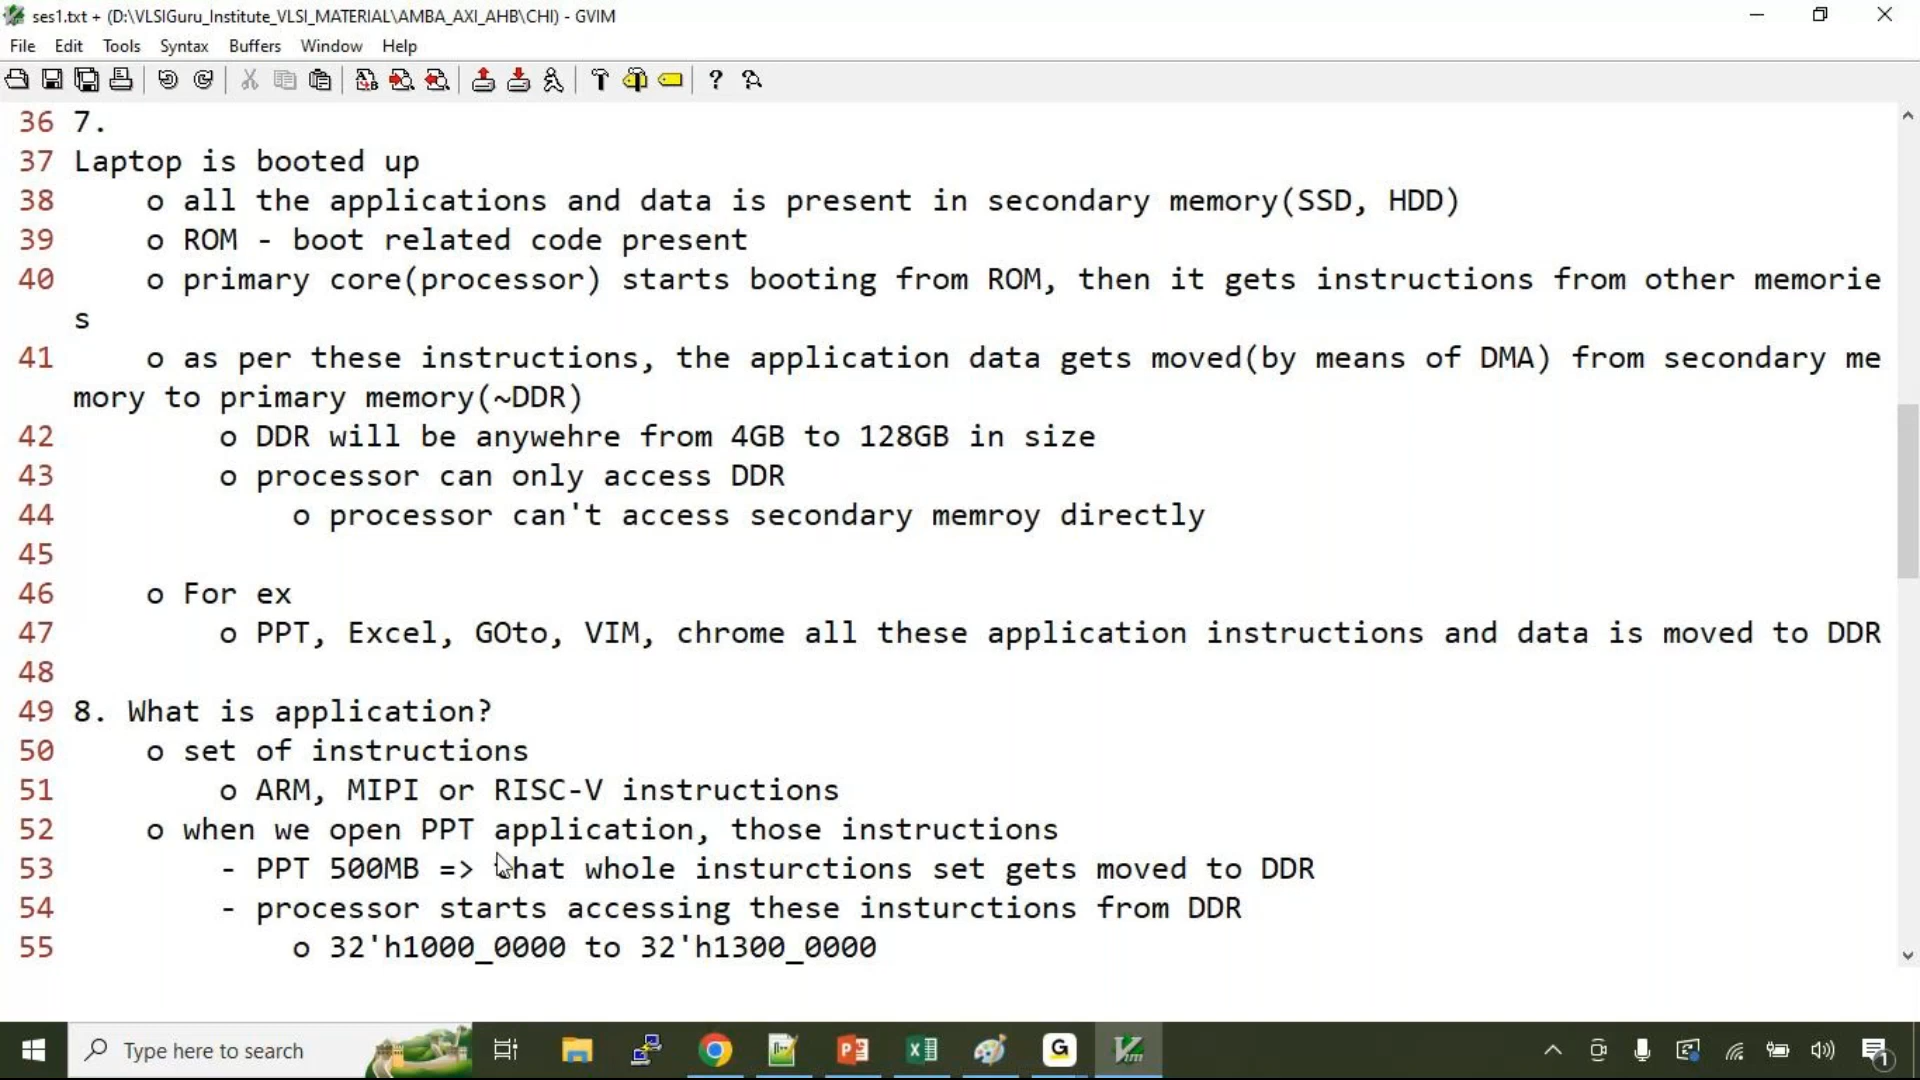 ses1.txt + (D:\VLSIGuru_Institute_VLSI_MATERIAL\AMBA_AXI_AHB\CHI) - GVIM
File Edit Tools Syntax Buffers Window Help
36 7.
37 Laptop is booted up
38 o all the applications and data is present in secondary memory(SSD, HDD)
39 o ROM - boot related code present
40 o primary core(processor) starts booting from ROM, then it gets instructions from other memorie
s
41 o as per these instructions, the application data gets moved(by means of DMA) from secondary me
mory to primary memory(~DDR)
42 o DDR will be anywehre from 4GB to 128GB in size
43 o processor can only access DDR
44 o processor can't access secondary memroy directly
45
46 o For ex
47 o PPT, Excel, GOto, VIM, chrome all these application instructions and data is moved to DDR
48
49 8. What is application?
50 o set of instructions
51 o ARM, MIPI or RISC-V instructions
52 o when we open PPT application, those instructions
53 - PPT 500MB => that whole insturctions set gets moved to DDR
54 - processor starts accessing these insturctions from DDR
55 o 32'h1000_0000 to 32'h1300_0000
Type here to search